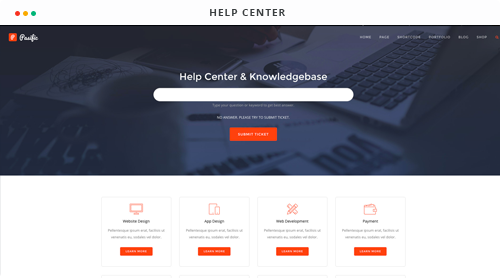 HELP CENTER
Pasific
HOME PAGE SHORTCODES PORTFOLIO BLOG SHOP
Help Center & Knowledgebase
Type your question or keyword to get best answer.
NO ANSWER. PLEASE TRY TO SUBMIT TICKET.
SUBMIT TICKET
Website Design
App Design
Web Development
Payment
Pellentesque ipsum erat, facilisis ut
venenatis eu, sodales vel dolor.
Pellentesque ipsum erat, facilisis ut
venenatis eu, sodales vel dolor.
Pellentesque ipsum erat, facilisis ut
venenatis eu, sodales vel dolor.
Pellentesque ipsum erat, facilisis ut
venenatis eu, sodales vel dolor.
LEARN MORE
LEARN MORE
LEARN MORE
LEARN MORE